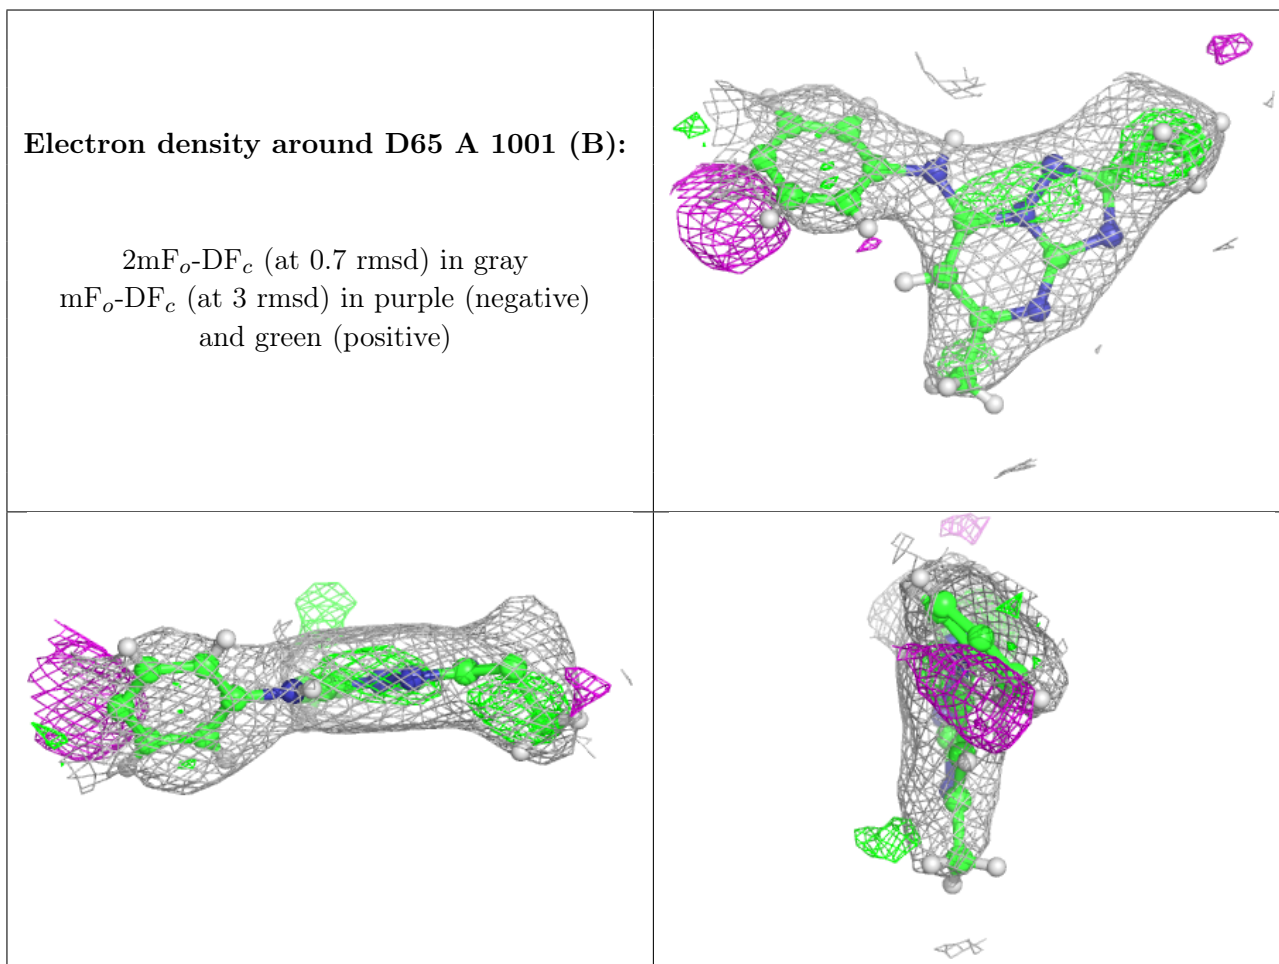 Electron density around D65 A 1001 (B):
2mFo-DFc (at 0.7 rmsd) in gray
mFo-DFc (at 3 rmsd) in purple (negative)
and green (positive)